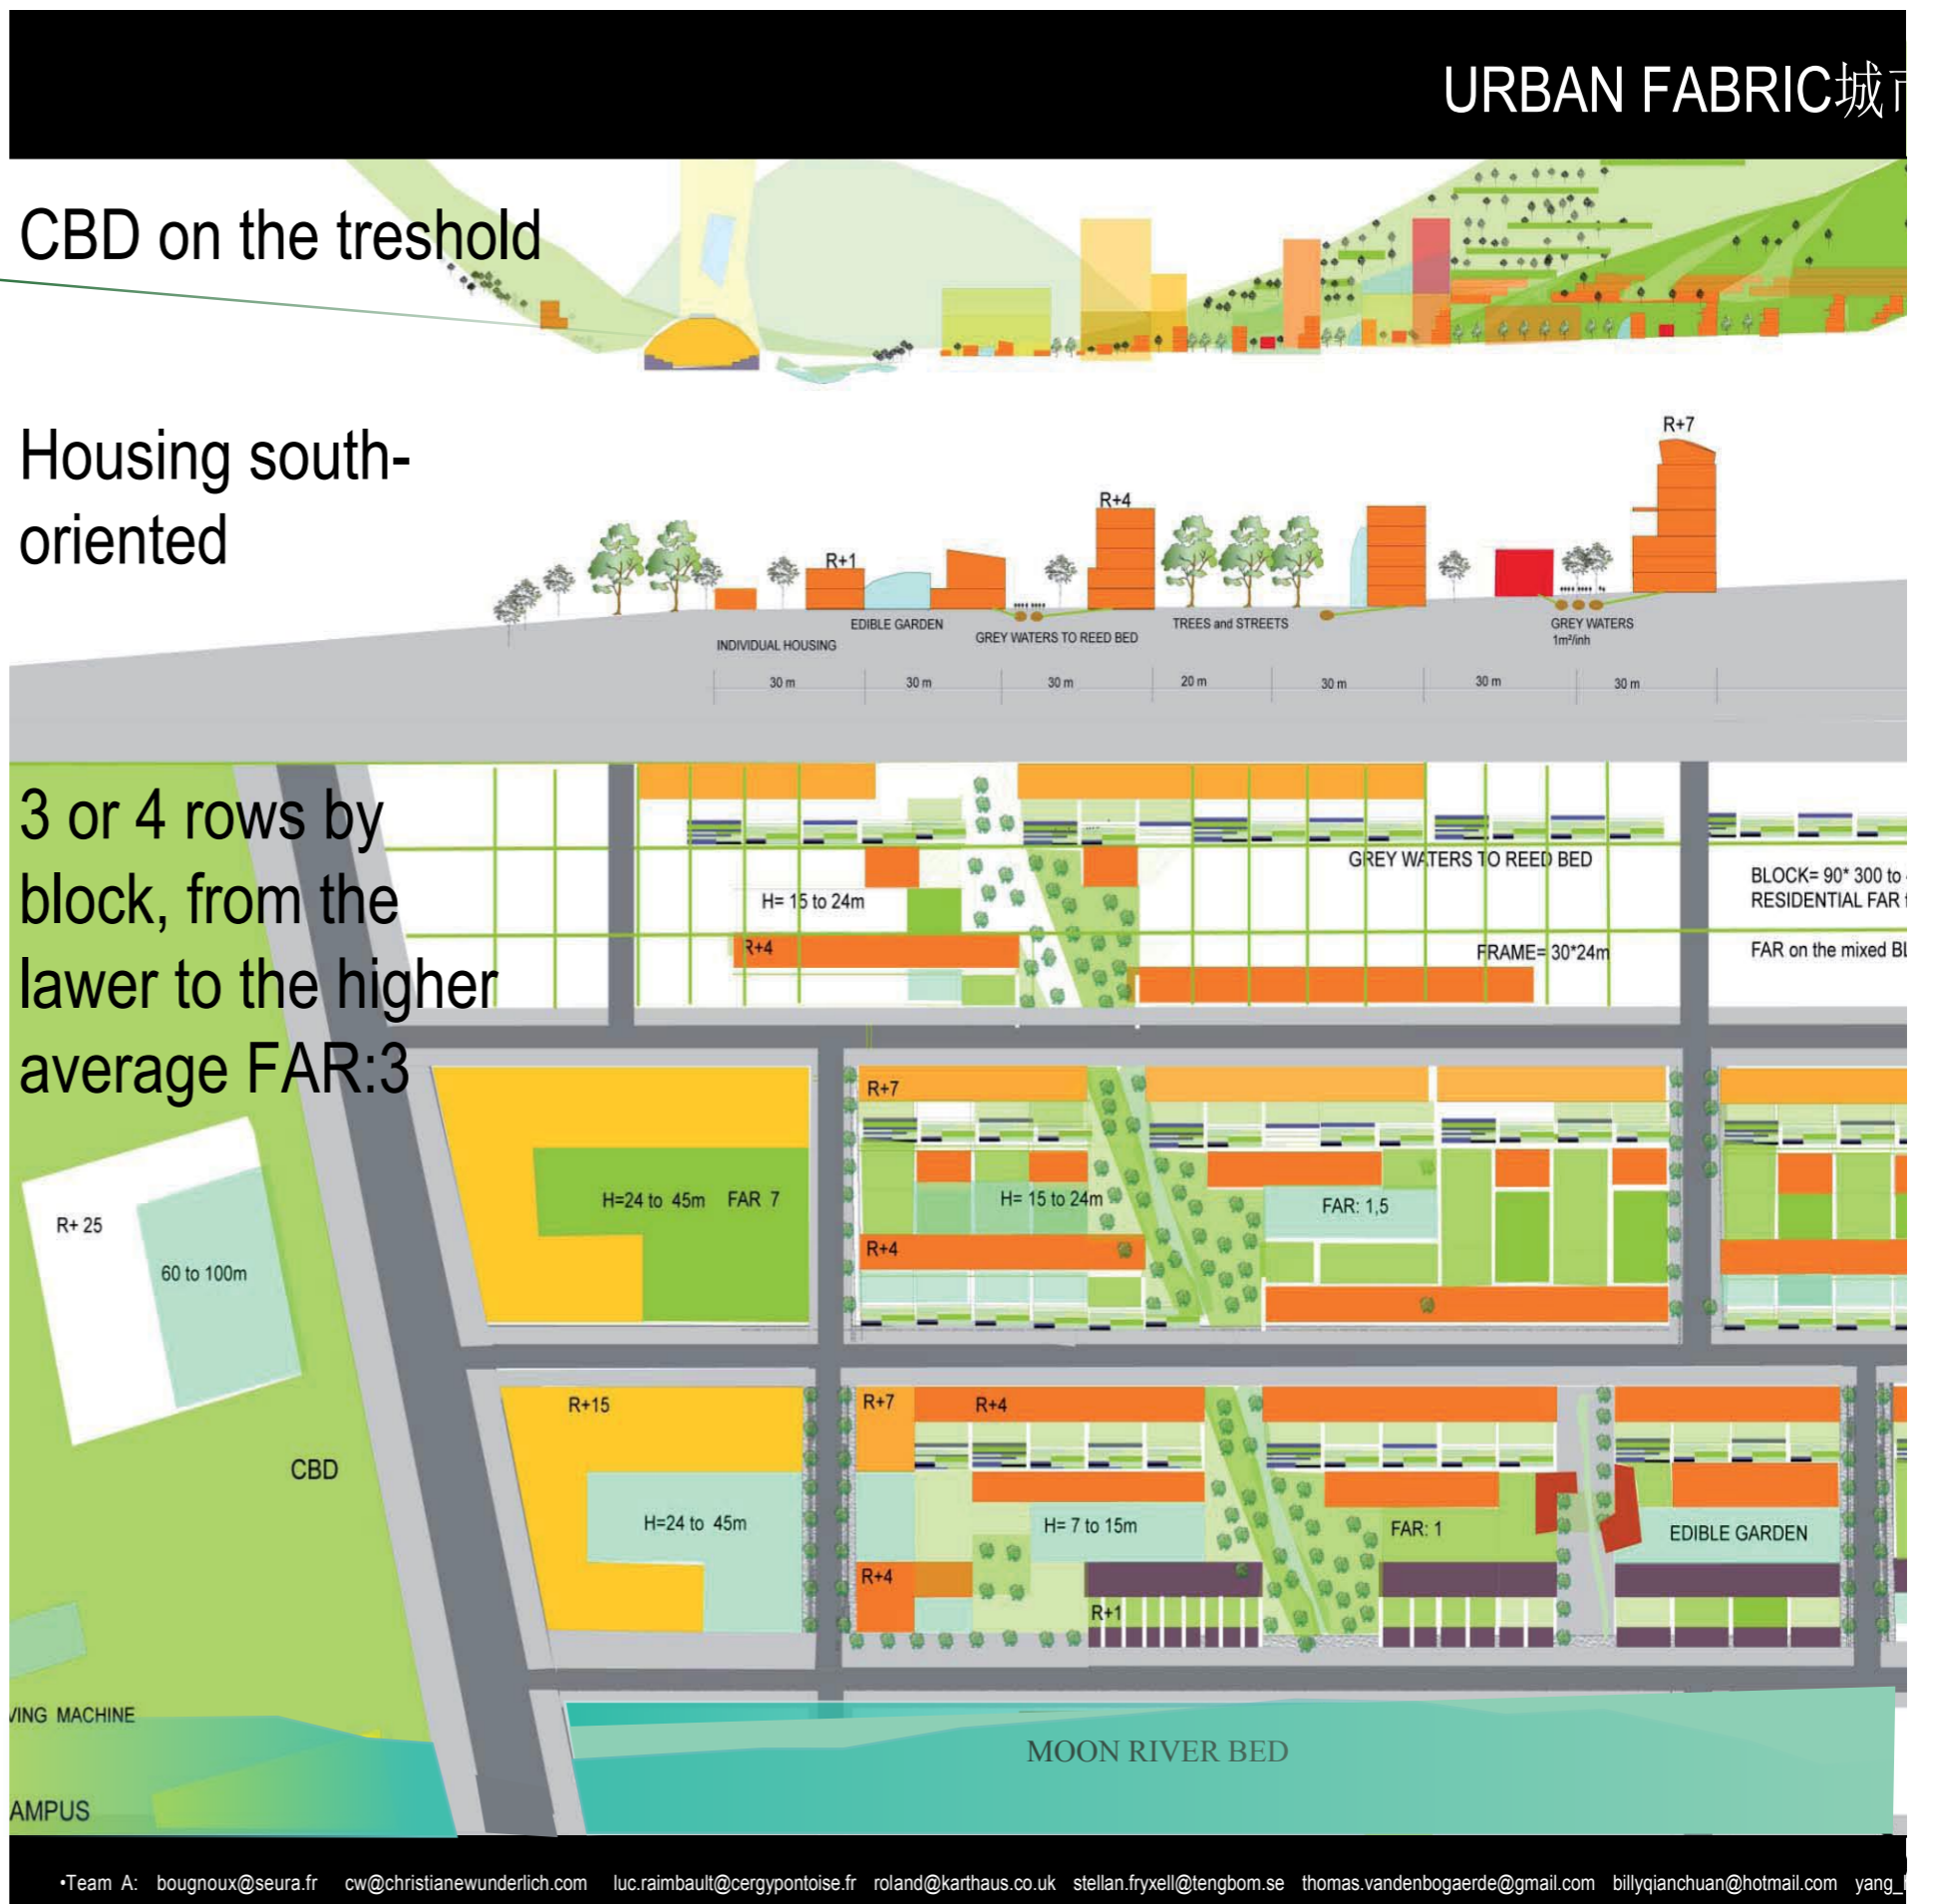 URBAN FABRIC城
CBD on the treshold
Housing south-
oriented
R+7
R+4
R+1
EDIBLE GARDEN
TREES and STREETS
GREY WATERS
1m²/inh
GREY WATERS TO REED BED
INDIVIDUAL HOUSING
30 m
30 m
30 m
20 m
30 m
30 m
30 m
3 or 4 rows by
block, from the
lawer to the higher
average FAR:3
GREY WATERS TO REED BED
BLOCK= 90* 300 to
RESIDENTIAL FAR
H= 15 to 24m
R+4
FRAME= 30*24m
FAR on the mixed
R+7
H=24 to 45m FAR 7
H= 15 to 24m
FAR: 1,5
R+ 25
R+4
60 to 100m
R+15
R+7
R+4
CBD
H=24 to 45m
H= 7 to 15m
FAR: 1
EDIBLE GARDEN
R+4
R+1
VING MACHINE
MOON RIVER BED
AMPUS
•Team A: bougnoux@seura.fr cw@christianewunderlich.com luc.raimbault@cergypontoise.fr roland@karthaus.co.uk stellan.fryxell@tengbom.se thomas.vandenbogaerde@gmail.com billyqianchuan@hotmail.com yang_